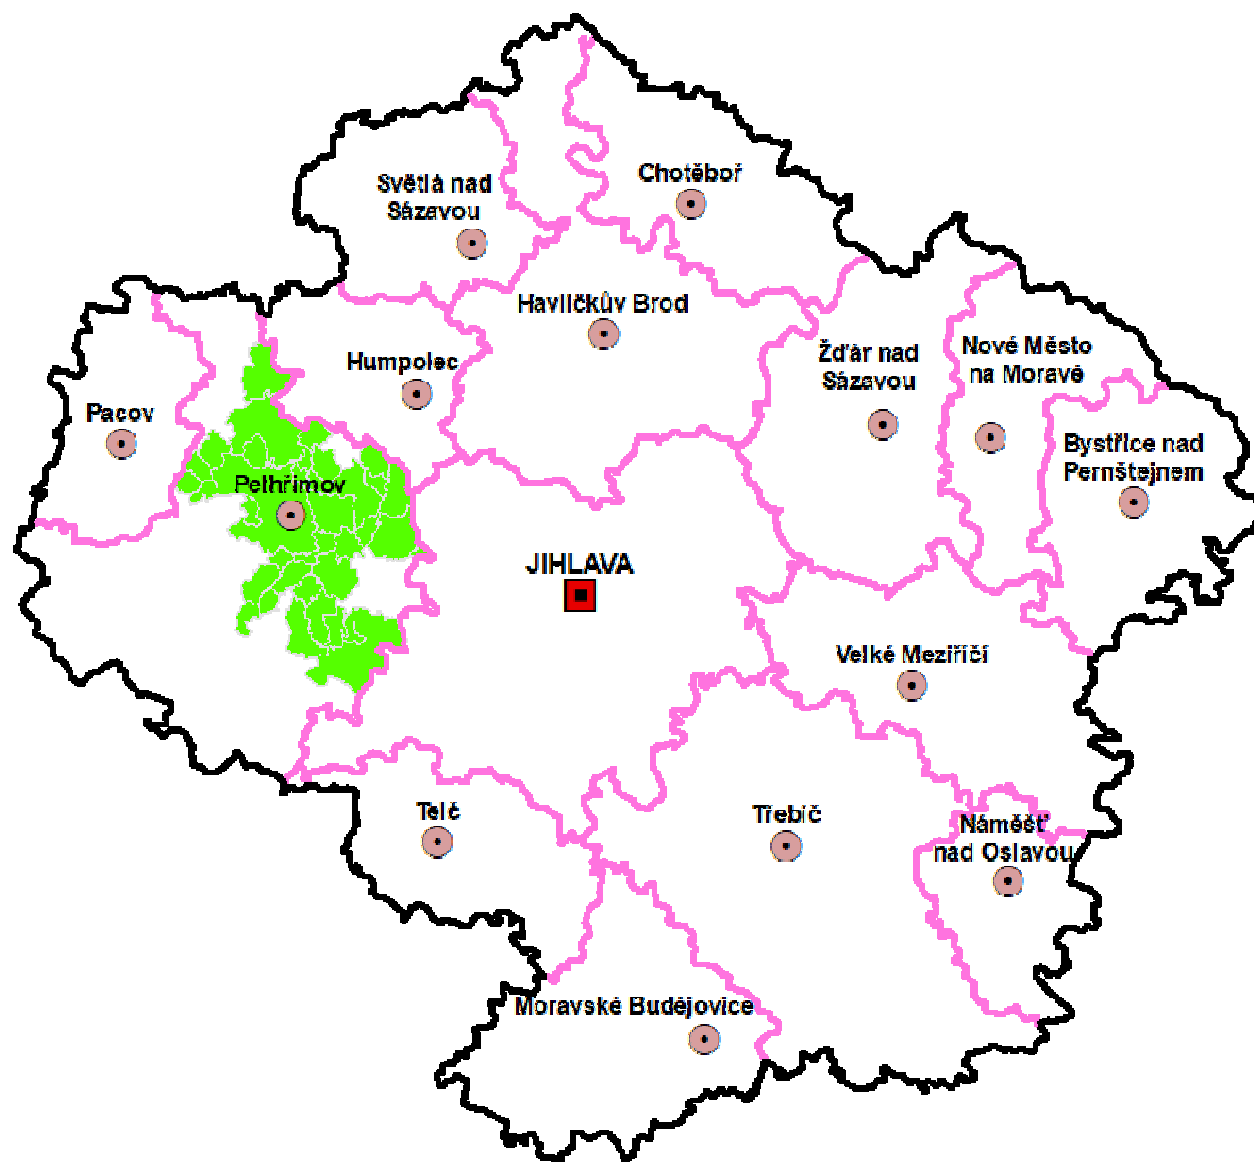 Chotěboř
Světlá nad
Sázavou
Havlíčkův Brod
Humpolec
Žďár nad
Sázavou
Nové Město
na Moravě
Pacov
Bystřice nad
Pernštejnem
Pelhřimov
JIHLAVA
Velké Meziříčí
Telč
Třebíč
Náměšť
nad Oslavou
Moravské Budějovice